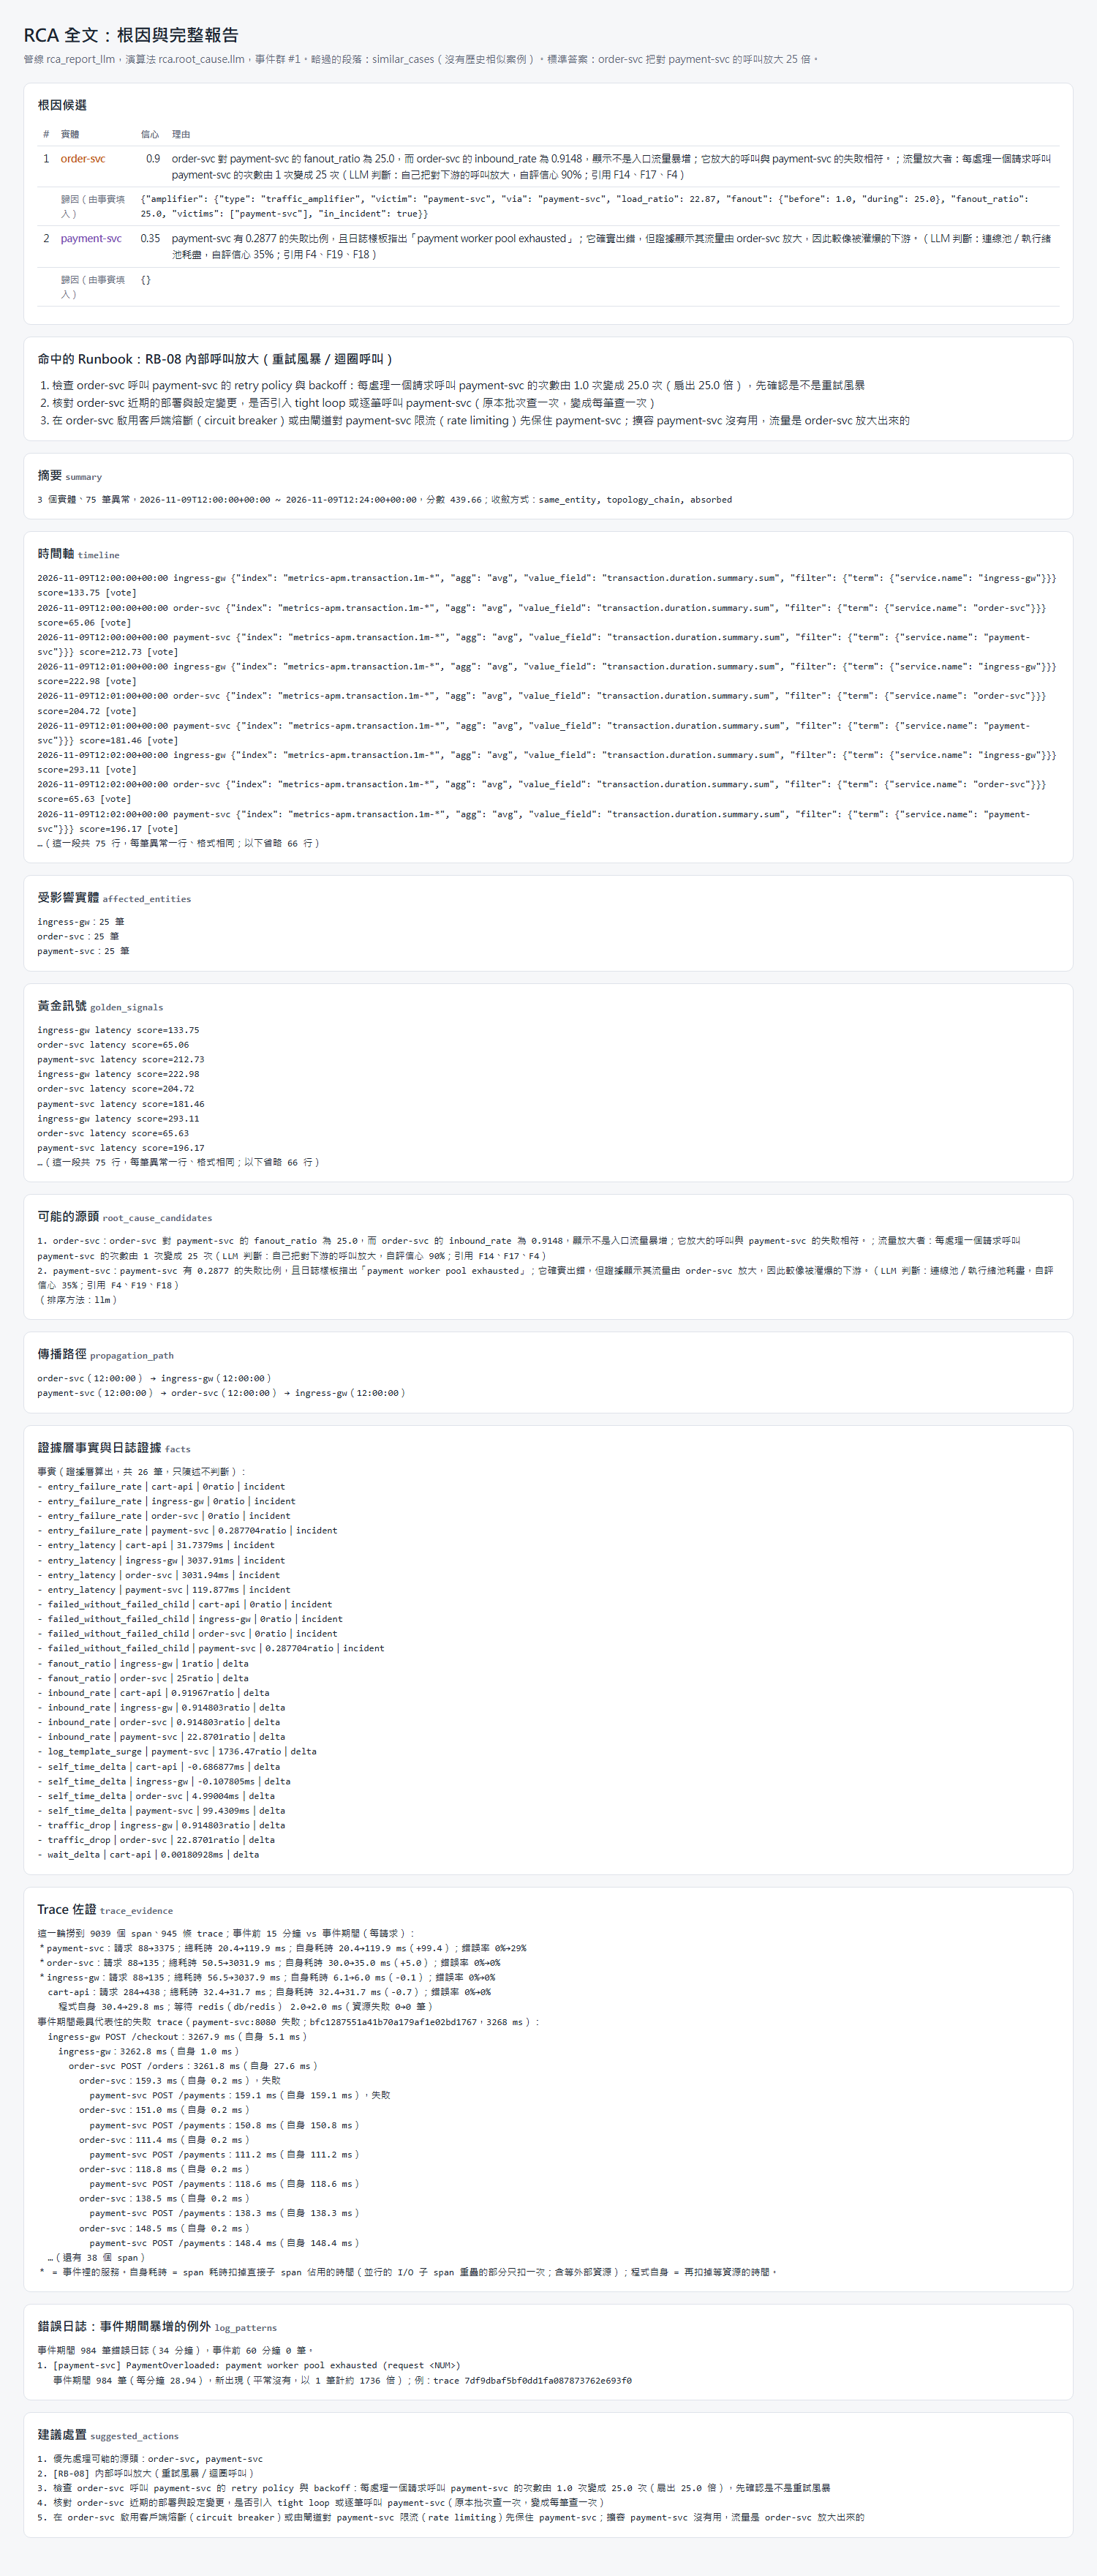 RCA 全文：根因與完整報告
管線 rca_report_llm，演算法 rca.root_cause.llm，事件群 #1。略過的段落：similar_cases（沒有歷史相似案例）。標準答案：order-svc 把對 payment-svc 的呼叫放大 25 倍。
根因候選
# 實體 信心 理由
1 order-svc 0.9 order-svc 對 payment-svc 的 fanout_ratio 為 25.0，而 order-svc 的 inbound_rate 為 0.9148，顯示不是入口流量暴增；它放大的呼叫與 payment-svc 的失敗相符。；流量放大者：每處理一個請求呼叫
payment-svc 的次數由 1 次變成 25 次（LLM 判斷：自己把對下游的呼叫放大，自評信心 90%；引用 F14、F17、F4）
歸因（由事實填 {"amplifier": {"type": "traffic_amplifier", "victim": "payment-svc", "via": "payment-svc", "load_ratio": 22.87, "fanout": {"before": 1.0, "during": 25.0}, "fanout_ratio":
入） 25.0, "victims": ["payment-svc"], "in_incident": true}}
2 payment-svc 0.35 payment-svc 有 0.2877 的失敗比例，且日誌樣板指出「payment worker pool exhausted」；它確實出錯，但證據顯示其流量由 order-svc 放大，因此較像被灌爆的下游。（LLM 判斷：連線池／執行緒
池耗盡，自評信心 35%；引用 F4、F19、F18）
歸因（由事實填 {}
入）
命中的 Runbook：RB-08 內部呼叫放大（重試風暴／迴圈呼叫）
1. 檢查 order-svc 呼叫 payment-svc 的 retry policy 與 backoff：每處理一個請求呼叫 payment-svc 的次數由 1.0 次變成 25.0 次（扇出 25.0 倍），先確認是不是重試風暴
2. 核對 order-svc 近期的部署與設定變更，是否引入 tight loop 或逐筆呼叫 payment-svc（原本批次查一次，變成每筆查一次）
3. 在 order-svc 啟用客戶端熔斷（circuit breaker）或由閘道對 payment-svc 限流（rate limiting）先保住 payment-svc；擴容 payment-svc 沒有用，流量是 order-svc 放大出來的
摘要 summary
3 個實體、75 筆異常，2026-11-09T12:00:00+00:00 ~ 2026-11-09T12:24:00+00:00，分數 439.66；收斂方式：same_entity, topology_chain, absorbed
時間軸 timeline
2026-11-09T12:00:00+00:00 ingress-gw {"index": "metrics-apm.transaction.1m-*", "agg": "avg", "value_field": "transaction.duration.summary.sum", "filter": {"term": {"service.name": "ingress-gw"}}}
score=133.75 [vote]
2026-11-09T12:00:00+00:00 order-svc {"index": "metrics-apm.transaction.1m-*", "agg": "avg", "value_field": "transaction.duration.summary.sum", "filter": {"term": {"service.name": "order-svc"}}}
score=65.06 [vote]
2026-11-09T12:00:00+00:00 payment-svc {"index": "metrics-apm.transaction.1m-*", "agg": "avg", "value_field": "transaction.duration.summary.sum", "filter": {"term": {"service.name": "payment-
svc"}}} score=212.73 [vote]
2026-11-09T12:01:00+00:00 ingress-gw {"index": "metrics-apm.transaction.1m-*", "agg": "avg", "value_field": "transaction.duration.summary.sum", "filter": {"term": {"service.name": "ingress-gw"}}}
score=222.98 [vote]
2026-11-09T12:01:00+00:00 order-svc {"index": "metrics-apm.transaction.1m-*", "agg": "avg", "value_field": "transaction.duration.summary.sum", "filter": {"term": {"service.name": "order-svc"}}}
score=204.72 [vote]
2026-11-09T12:01:00+00:00 payment-svc {"index": "metrics-apm.transaction.1m-*", "agg": "avg", "value_field": "transaction.duration.summary.sum", "filter": {"term": {"service.name": "payment-
svc"}}} score=181.46 [vote]
2026-11-09T12:02:00+00:00 ingress-gw {"index": "metrics-apm.transaction.1m-*", "agg": "avg", "value_field": "transaction.duration.summary.sum", "filter": {"term": {"service.name": "ingress-gw"}}}
score=293.11 [vote]
2026-11-09T12:02:00+00:00 order-svc {"index": "metrics-apm.transaction.1m-*", "agg": "avg", "value_field": "transaction.duration.summary.sum", "filter": {"term": {"service.name": "order-svc"}}}
score=65.63 [vote]
2026-11-09T12:02:00+00:00 payment-svc {"index": "metrics-apm.transaction.1m-*", "agg": "avg", "value_field": "transaction.duration.summary.sum", "filter": {"term": {"service.name": "payment-
svc"}}} score=196.17 [vote]
…（這一段共 75 行，每筆異常一行、格式相同；以下省略 66 行）
受影響實體 affected_entities
ingress-gw：25 筆
order-svc：25 筆
payment-svc：25 筆
黃金訊號 golden_signals
ingress-gw latency score=133.75
order-svc latency score=65.06
payment-svc latency score=212.73
ingress-gw latency score=222.98
order-svc latency score=204.72
payment-svc latency score=181.46
ingress-gw latency score=293.11
order-svc latency score=65.63
payment-svc latency score=196.17
…（這一段共 75 行，每筆異常一行、格式相同；以下省略 66 行）
可能的源頭 root_cause_candidates
1. order-svc：order-svc 對 payment-svc 的 fanout_ratio 為 25.0，而 order-svc 的 inbound_rate 為 0.9148，顯示不是入口流量暴增；它放大的呼叫與 payment-svc 的失敗相符。；流量放大者：每處理一個請求呼叫
payment-svc 的次數由 1 次變成 25 次（LLM 判斷：自己把對下游的呼叫放大，自評信心 90%；引用 F14、F17、F4）
2. payment-svc：payment-svc 有 0.2877 的失敗比例，且日誌樣板指出「payment worker pool exhausted」；它確實出錯，但證據顯示其流量由 order-svc 放大，因此較像被灌爆的下游。（LLM 判斷：連線池／執行緒池耗盡，自評
信心 35%；引用 F4、F19、F18）
（排序方法：llm）
傳播路徑 propagation_path
order-svc（12:00:00） → ingress-gw（12:00:00）
payment-svc（12:00:00） → order-svc（12:00:00） → ingress-gw（12:00:00）
證據層事實與日誌證據 facts
事實（證據層算出，共 26 筆，只陳述不判斷）：
- entry_failure_rate｜cart-api｜0ratio｜incident
- entry_failure_rate｜ingress-gw｜0ratio｜incident
- entry_failure_rate｜order-svc｜0ratio｜incident
- entry_failure_rate｜payment-svc｜0.287704ratio｜incident
- entry_latency｜cart-api｜31.7379ms｜incident
- entry_latency｜ingress-gw｜3037.91ms｜incident
- entry_latency｜order-svc｜3031.94ms｜incident
- entry_latency｜payment-svc｜119.877ms｜incident
- failed_without_failed_child｜cart-api｜0ratio｜incident
- failed_without_failed_child｜ingress-gw｜0ratio｜incident
- failed_without_failed_child｜order-svc｜0ratio｜incident
- failed_without_failed_child｜payment-svc｜0.287704ratio｜incident
- fanout_ratio｜ingress-gw｜1ratio｜delta
- fanout_ratio｜order-svc｜25ratio｜delta
- inbound_rate｜cart-api｜0.91967ratio｜delta
- inbound_rate｜ingress-gw｜0.914803ratio｜delta
- inbound_rate｜order-svc｜0.914803ratio｜delta
- inbound_rate｜payment-svc｜22.8701ratio｜delta
- log_template_surge｜payment-svc｜1736.47ratio｜delta
- self_time_delta｜cart-api｜-0.686877ms｜delta
- self_time_delta｜ingress-gw｜-0.107805ms｜delta
- self_time_delta｜order-svc｜4.99004ms｜delta
- self_time_delta｜payment-svc｜99.4309ms｜delta
- traffic_drop｜ingress-gw｜0.914803ratio｜delta
- traffic_drop｜order-svc｜22.8701ratio｜delta
- wait_delta｜cart-api｜0.00180928ms｜delta
Trace 佐證 trace_evidence
這一輪撈到 9039 個 span、945 條 trace；事件前 15 分鐘 vs 事件期間（每請求）：
* payment-svc：請求 88→3375；總耗時 20.4→119.9 ms；自身耗時 20.4→119.9 ms（+99.4）；錯誤率 0%→29%
* order-svc：請求 88→135；總耗時 50.5→3031.9 ms；自身耗時 30.0→35.0 ms（+5.0）；錯誤率 0%→0%
* ingress-gw：請求 88→135；總耗時 56.5→3037.9 ms；自身耗時 6.1→6.0 ms（-0.1）；錯誤率 0%→0%
cart-api：請求 284→438；總耗時 32.4→31.7 ms；自身耗時 32.4→31.7 ms（-0.7）；錯誤率 0%→0%
程式自身 30.4→29.8 ms；等待 redis（db/redis） 2.0→2.0 ms（資源失敗 0→0 筆）
事件期間最具代表性的失敗 trace（payment-svc:8080 失敗；bfc1287551a41b70a179af1e02bd1767，3268 ms）：
ingress-gw POST /checkout：3267.9 ms（自身 5.1 ms）
ingress-gw：3262.8 ms（自身 1.0 ms）
order-svc POST /orders：3261.8 ms（自身 27.6 ms）
order-svc：159.3 ms（自身 0.2 ms），失敗
payment-svc POST /payments：159.1 ms（自身 159.1 ms），失敗
order-svc：151.0 ms（自身 0.2 ms）
payment-svc POST /payments：150.8 ms（自身 150.8 ms）
order-svc：111.4 ms（自身 0.2 ms）
payment-svc POST /payments：111.2 ms（自身 111.2 ms）
order-svc：118.8 ms（自身 0.2 ms）
payment-svc POST /payments：118.6 ms（自身 118.6 ms）
order-svc：138.5 ms（自身 0.2 ms）
payment-svc POST /payments：138.3 ms（自身 138.3 ms）
order-svc：148.5 ms（自身 0.2 ms）
payment-svc POST /payments：148.4 ms（自身 148.4 ms）
…（還有 38 個 span）
* = 事件裡的服務。自身耗時 = span 耗時扣掉直接子 span 佔用的時間（並行的 I/O 子 span 重疊的部分只扣一次；含等外部資源）；程式自身 = 再扣掉等資源的時間。
錯誤日誌：事件期間暴增的例外 log_patterns
事件期間 984 筆錯誤日誌（34 分鐘），事件前 60 分鐘 0 筆。
1. [payment-svc] PaymentOverloaded: payment worker pool exhausted (request <NUM>)
事件期間 984 筆（每分鐘 28.94），新出現（平常沒有，以 1 筆計約 1736 倍）；例：trace 7df9dbaf5bf0dd1fa087873762e693f0
建議處置 suggested_actions
1. 優先處理可能的源頭：order-svc, payment-svc
2. [RB-08] 內部呼叫放大（重試風暴／迴圈呼叫）
3. 檢查 order-svc 呼叫 payment-svc 的 retry policy 與 backoff：每處理一個請求呼叫 payment-svc 的次數由 1.0 次變成 25.0 次（扇出 25.0 倍），先確認是不是重試風暴
4. 核對 order-svc 近期的部署與設定變更，是否引入 tight loop 或逐筆呼叫 payment-svc（原本批次查一次，變成每筆查一次）
5. 在 order-svc 啟用客戶端熔斷（circuit breaker）或由閘道對 payment-svc 限流（rate limiting）先保住 payment-svc；擴容 payment-svc 沒有用，流量是 order-svc 放大出來的